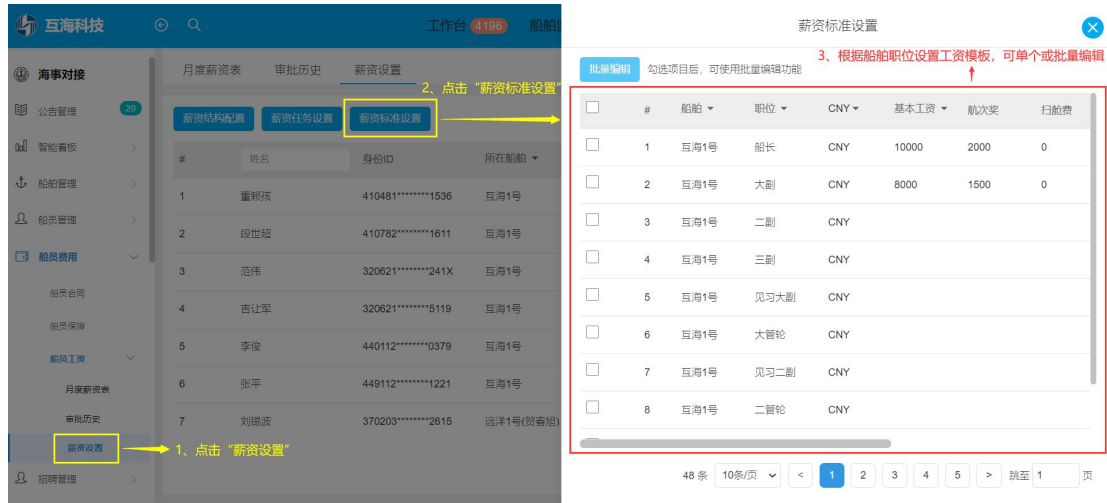 互海科技
工作台 4196 船舶
薪资标准设置
海事对接
公告管理 20
智能看板
船舶管理
船员管理
船员费用
船员合同
船员保障
船员工资
月度薪资表
审批历史
薪资设置
招聘管理
月度薪资表 审批历史 薪资设置
2、点击“薪资标准设置”
薪资结构配置 薪资任务设置 薪资标准设置
# 姓名 身份ID 所在船舶
1 董赖孩 410481********1536 互海1号
2 段世超 410782********1611 互海1号
3 范伟 320621********241X 互海1号
4 吉让军 320621********5119 互海1号
5 李俊 440112********0379 互海1号
6 张平 449112********1221 互海1号
7 刘锡波 370203********2615 远洋1号(贺春旭)
1、点击“薪资设置”
批量编辑 勾选项目后，可使用批量编辑功能
3、根据船舶职位设置工资模板，可单个或批量编辑
# 船舶 职位 CNY 基本工资 航次奖 扫舱费
1 互海1号 船长 CNY 10000 2000 0
2 互海1号 大副 CNY 8000 1500 0
3 互海1号 二副 CNY
4 互海1号 三副 CNY
5 互海1号 见习大副 CNY
6 互海1号 大管轮 CNY
7 互海1号 见习二副 CNY
8 互海1号 二管轮 CNY
48 条 10条/页 < 1 2 3 4 5 > 跳至 1 页